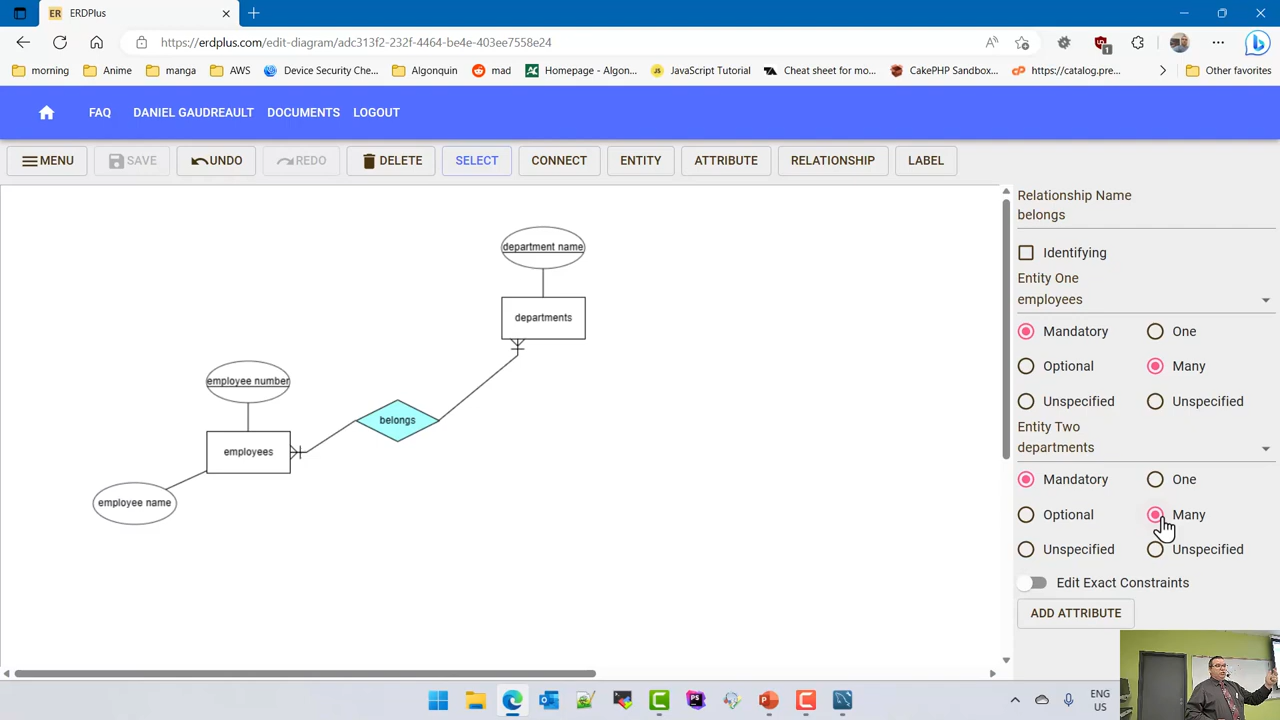 ERDPlus
https://erdplus.com/edit-diagram/adc313f2-232f-4464-be4e-403ee7558e24
morning
Anime
manga
AWS
Device Security Che...
Algonquin
mad
Homepage - Algon...
JavaScript Tutorial
Cheat sheet for mo...
CakePHP Sandbox...
https://catalog.pre...
Other favorites
FAQ
DANIEL GAUDREAULT
DOCUMENTS
LOGOUT
MENU
SAVE
UNDO
REDO
DELETE
SELECT
CONNECT
ENTITY
ATTRIBUTE
RELATIONSHIP
LABEL
department name
departments
employee number
belongs
employees
employee name
Relationship Name
belongs
Identifying
Entity One
employees
Mandatory One
Optional Many
Unspecified Unspecified
Entity Two
departments
Mandatory One
Optional Many
Unspecified Unspecified
Edit Exact Constraints
ADD ATTRIBUTE
ENG
US